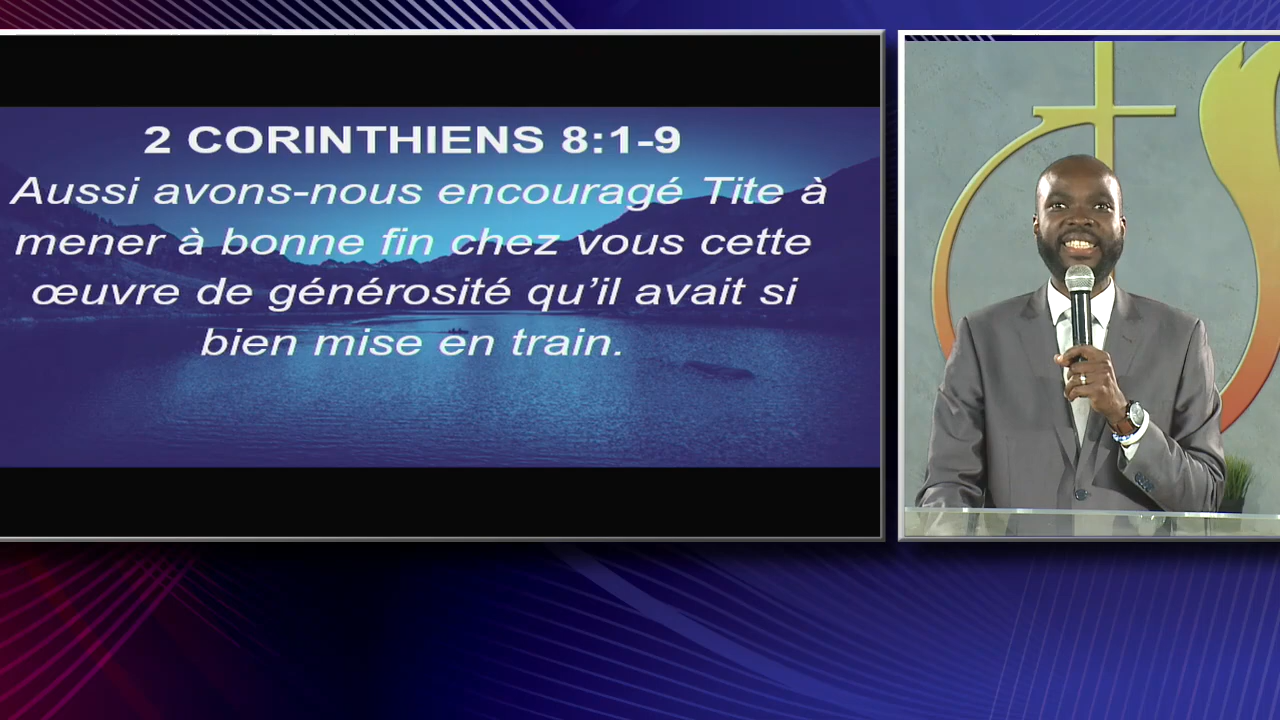 2 CORINTHIENS 8:1-9
Aussi avons-nous encouragé Tite à
mener à bonne fin chez vous cette
œuvre de générosité qu’il avait si
bien mise en train.